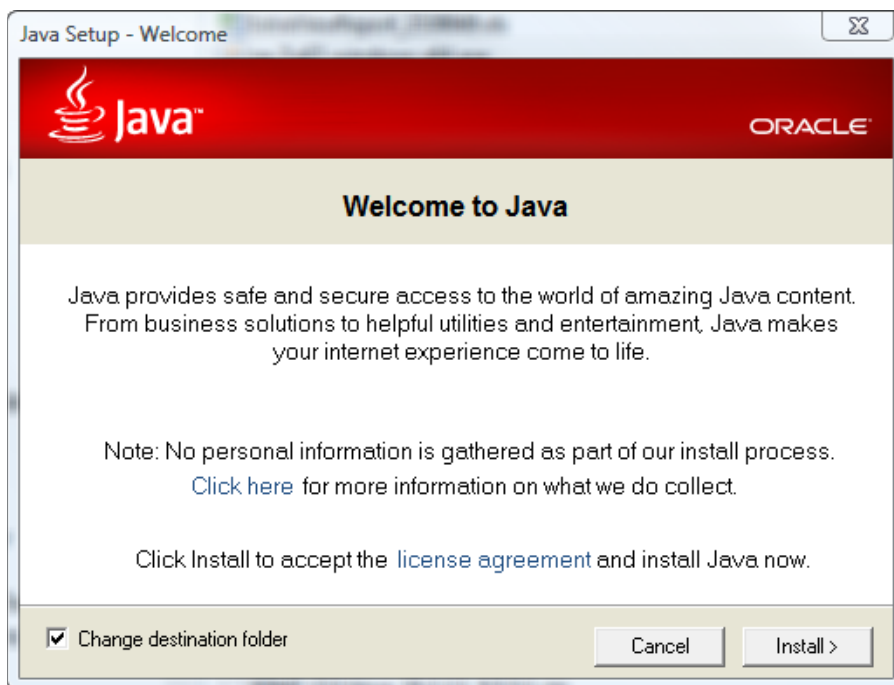 Java Setup - Welcome
Java™
ORACLE®
Welcome to Java
Java provides safe and secure access to the world of amazing Java content.
From business solutions to helpful utilities and entertainment, Java makes
your internet experience come to life.
Note: No personal information is gathered as part of our install process.
Click here for more information on what we do collect.
Click Install to accept the license agreement and install Java now.
Change destination folder
Cancel
Install >